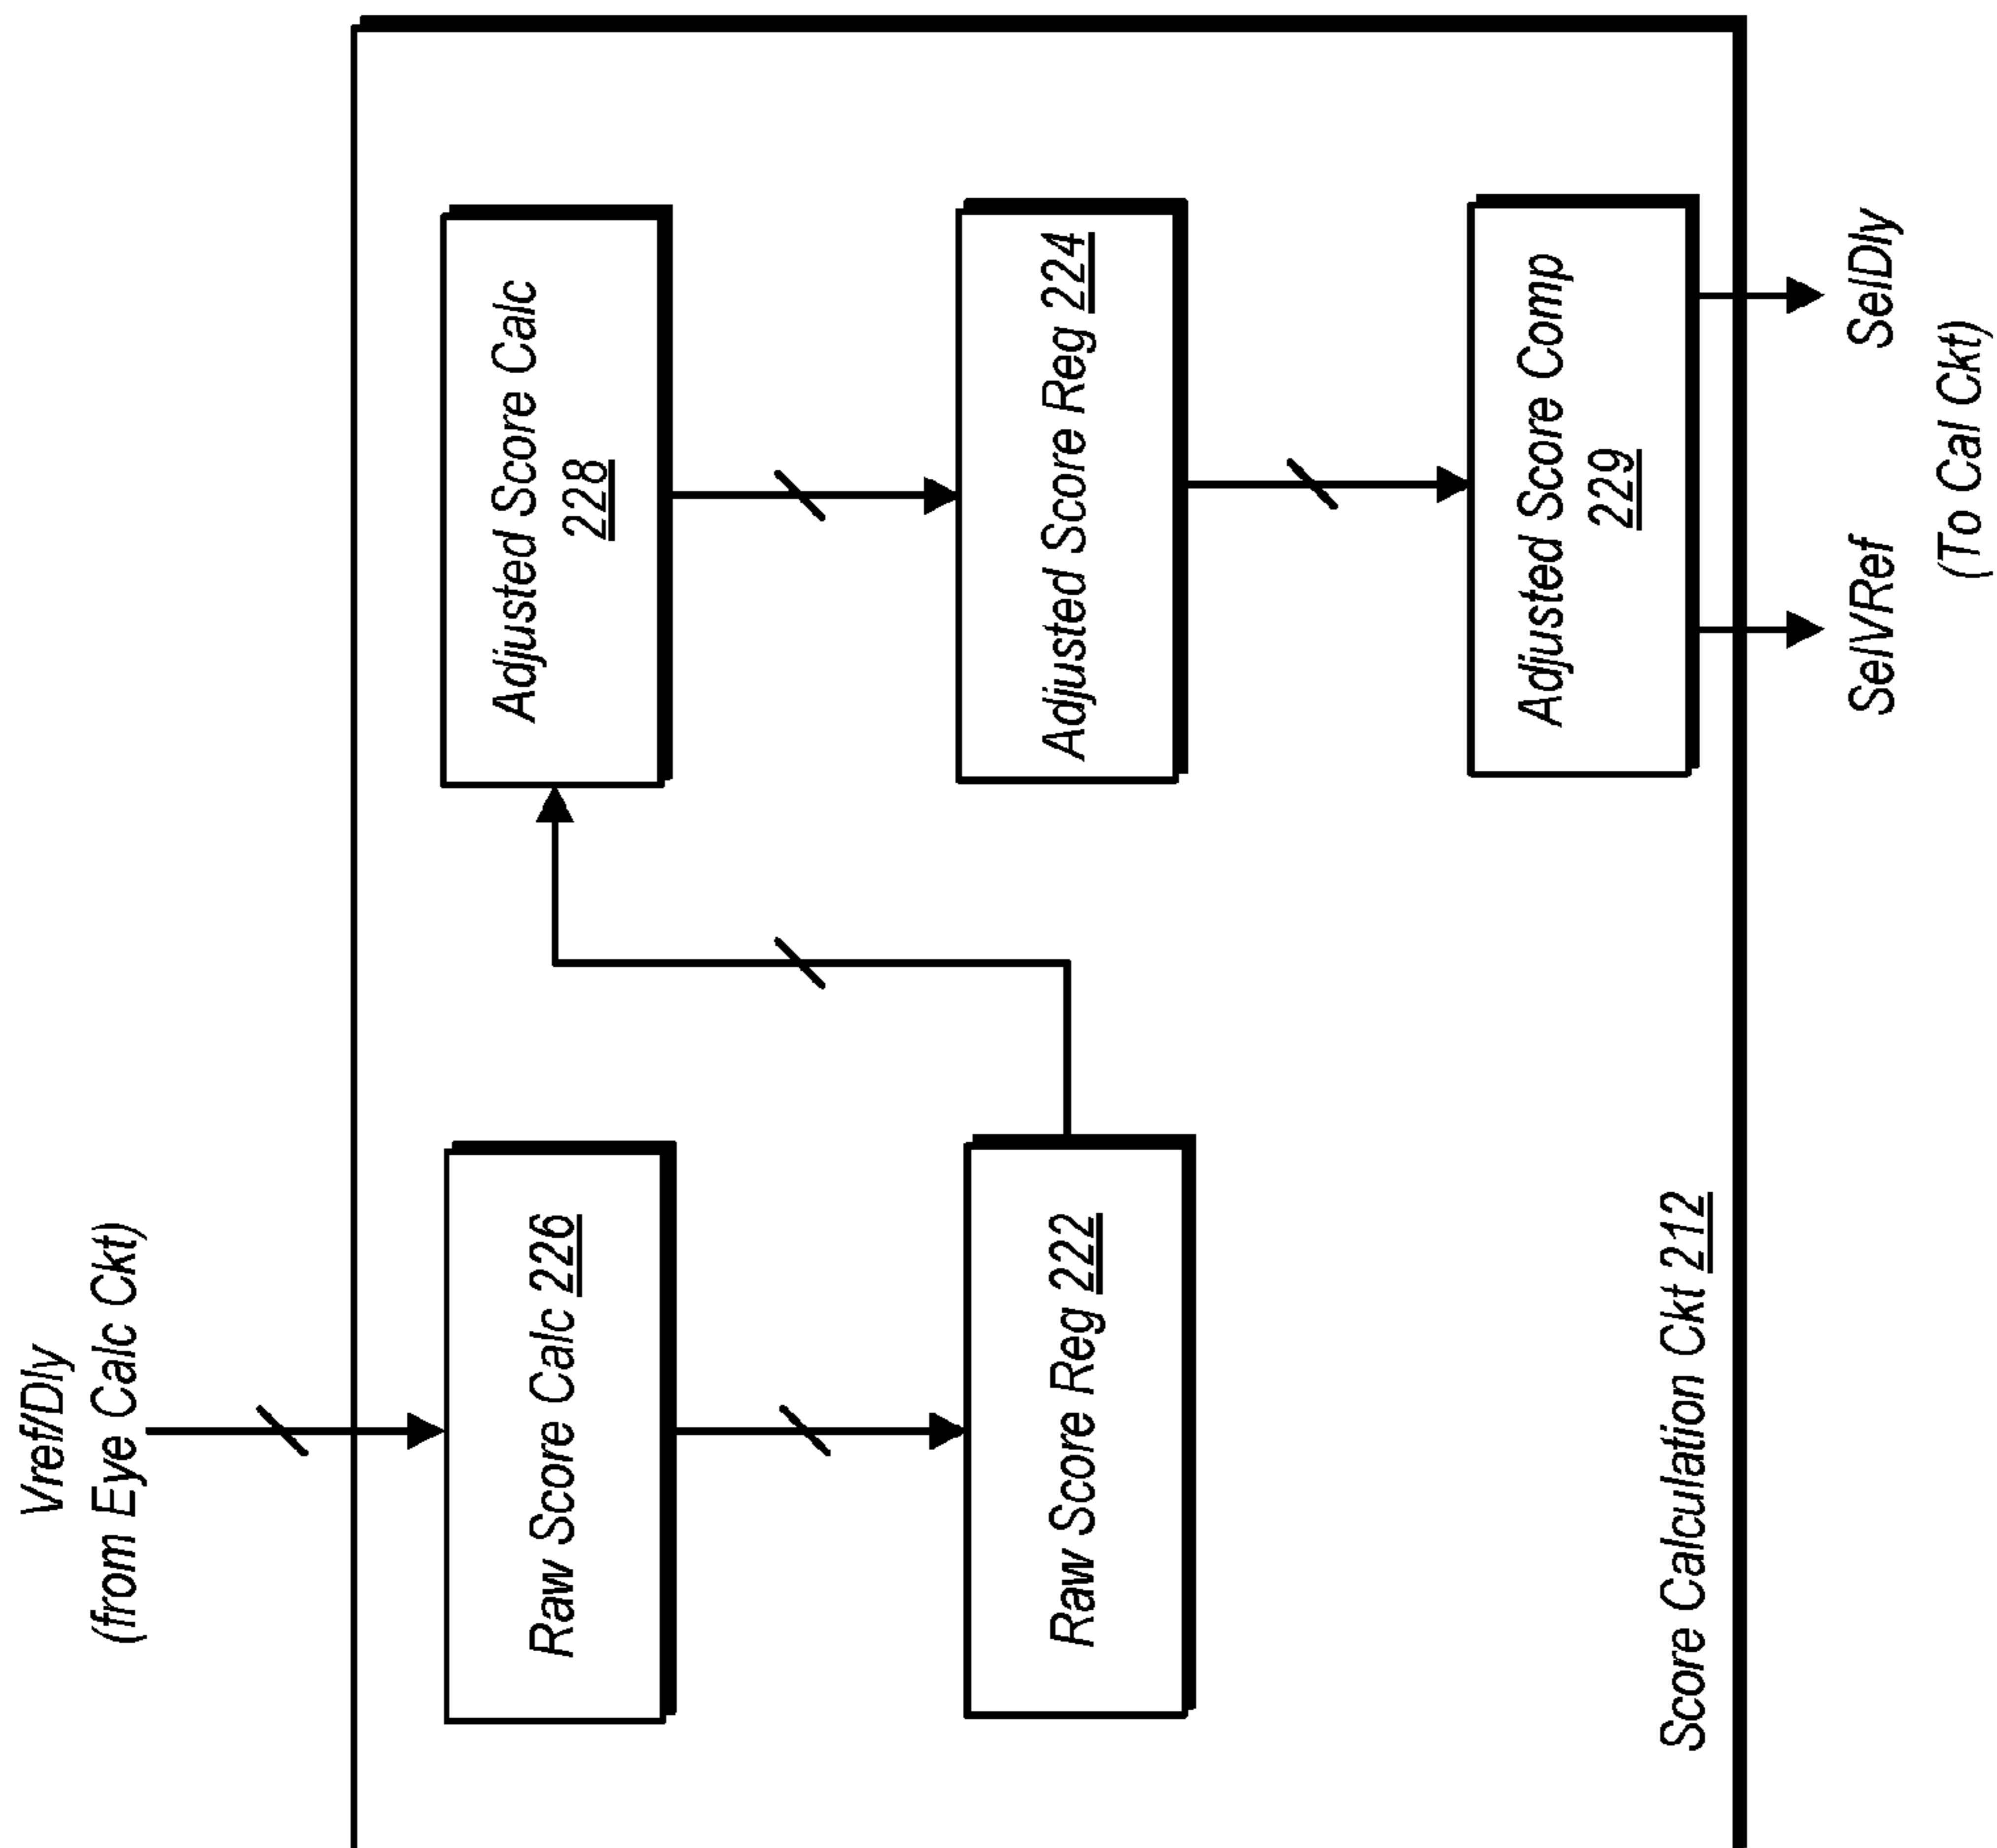 Vref/Dly
(from Eye Calc Ckt)
Raw Score Calc 226
Raw Score Reg 222
Adjusted Score Calc
228
Adjusted Score Reg 224
Adjusted Score Comp
229
Score Calculation Ckt 212
SelVRef
SelDly
(To Cal Ckt)